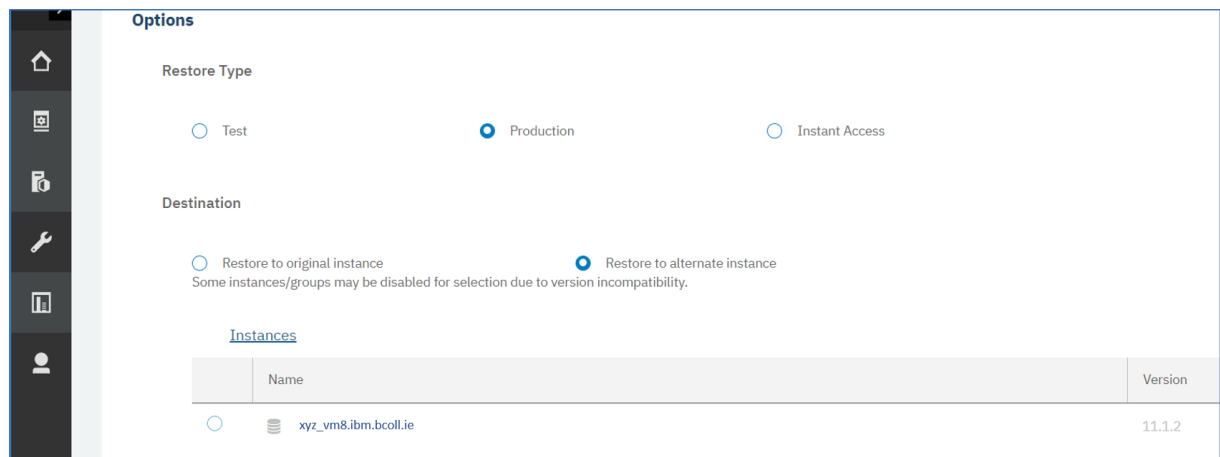 Options
Restore Type
Test Production Instant Access
Destination
Restore to original instance Restore to alternate instance
Some instances/groups may be disabled for selection due to version incompatibility.
Instances
Name Version
xyz_vm8.ibm.bcoll.ie 11.1.2